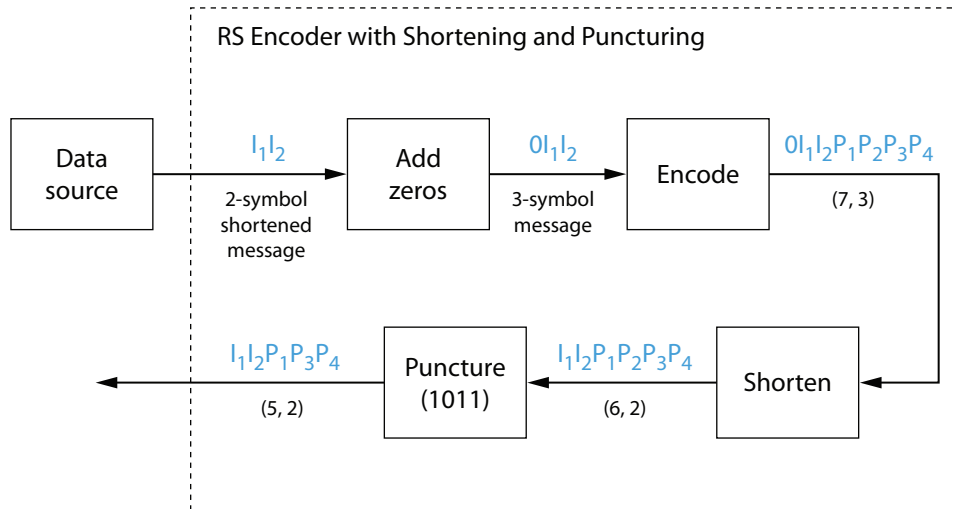 RS Encoder with Shortening and Puncturing
Data
source
I₁I₂
2-symbol
shortened
message
Add
zeros
0I₁I₂
3-symbol
message
Encode
0I₁I₂P₁P₂P₃P₄
(7, 3)
Shorten
I₁I₂P₁P₂P₃P₄
(6, 2)
Puncture
(1011)
I₁I₂P₁P₃P₄
(5, 2)